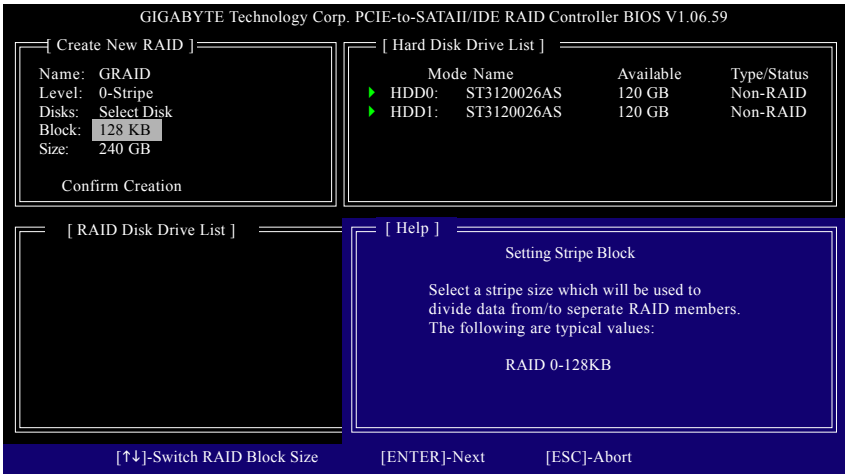 GIGABYTE Technology Corp. PCIE-to-SATAII/IDE RAID Controller BIOS V1.06.59
[ Create New RAID ]
Name: GRAID
Level: 0-Stripe
Disks: Select Disk
Block: 128 KB
Size: 240 GB
Confirm Creation
[ Hard Disk Drive List ]
Mode Name Available Type/Status
HDD0: ST3120026AS 120 GB Non-RAID
HDD1: ST3120026AS 120 GB Non-RAID
[ RAID Disk Drive List ]
[ Help ]
Setting Stripe Block
Select a stripe size which will be used to
divide data from/to seperate RAID members.
The following are typical values:
RAID 0-128KB
[↑↓]-Switch RAID Block Size [ENTER]-Next [ESC]-Abort